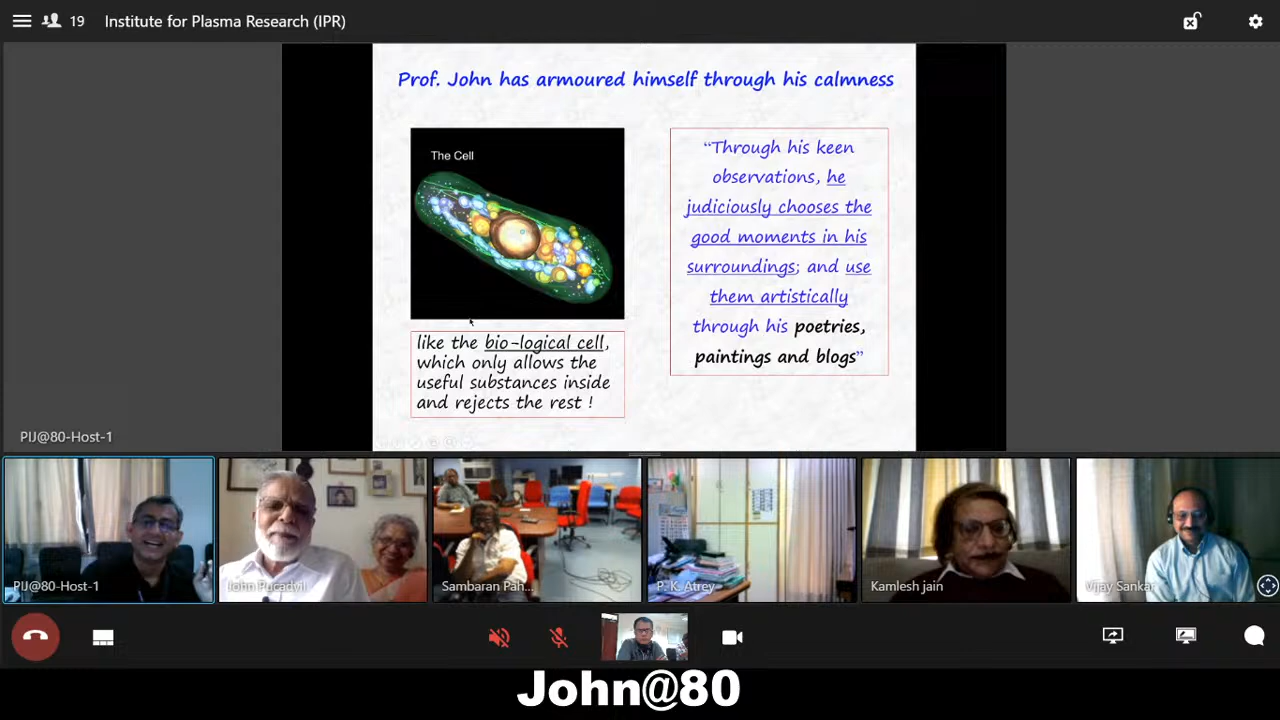 19 Institute for Plasma Research (IPR)
Prof. John has armoured himself through his calmness
The Cell
like the bio-logical cell,
which only allows the
useful substances inside
and rejects the rest !
“Through his keen
observations, he
judiciously chooses the
good moments in his
surroundings; and use
them artistically
through his poetries,
paintings and blogs”
PIJ@80-Host-1
PIJ@80-Host-1
John Pucadyil
Sambaran Pah...
P. K. Atrey
Kamlesh jain
Vijay Sankar
John@80